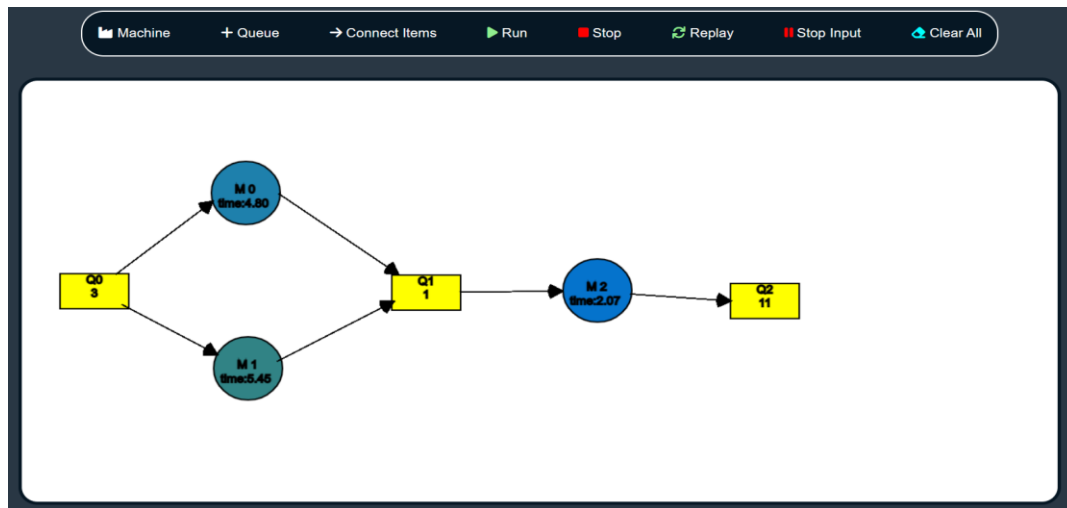 Machine
Queue
Connect Items
Run
Stop
Replay
Stop Input
Clear All
M 0
time:4.80
Q0
3
Q1
1
M 2
time:2.07
Q2
11
M 1
time:5.45